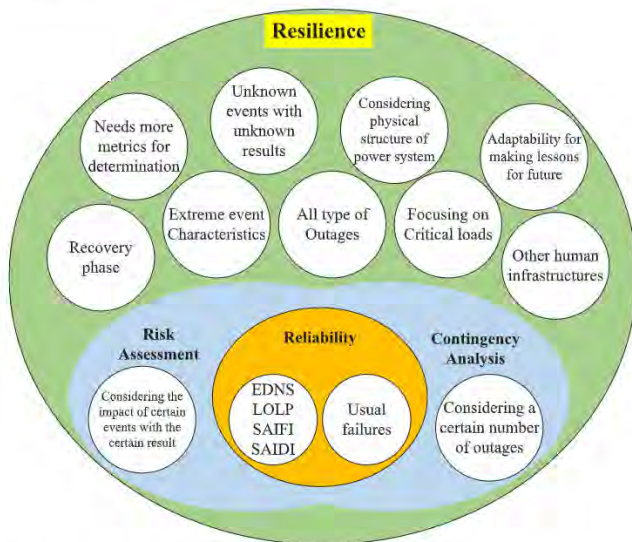 Resilience
Unknown
events with
unknown
results
Considering
physical
structure of
power system
Needs more
metrics for
determination
Adaptability for
making lessons
for future
Extreme event
Characteristics
All type of
Outages
Focusing on
Critical loads
Recovery
phase
Other human
infrastructures
Risk
Assessment
Reliability
Contingency
Analysis
Considering the
impact of certain
events with the
certain result
EDNS
LOLP
SAIFI
SAIDI
Usual
failures
Considering a
certain number
of outages